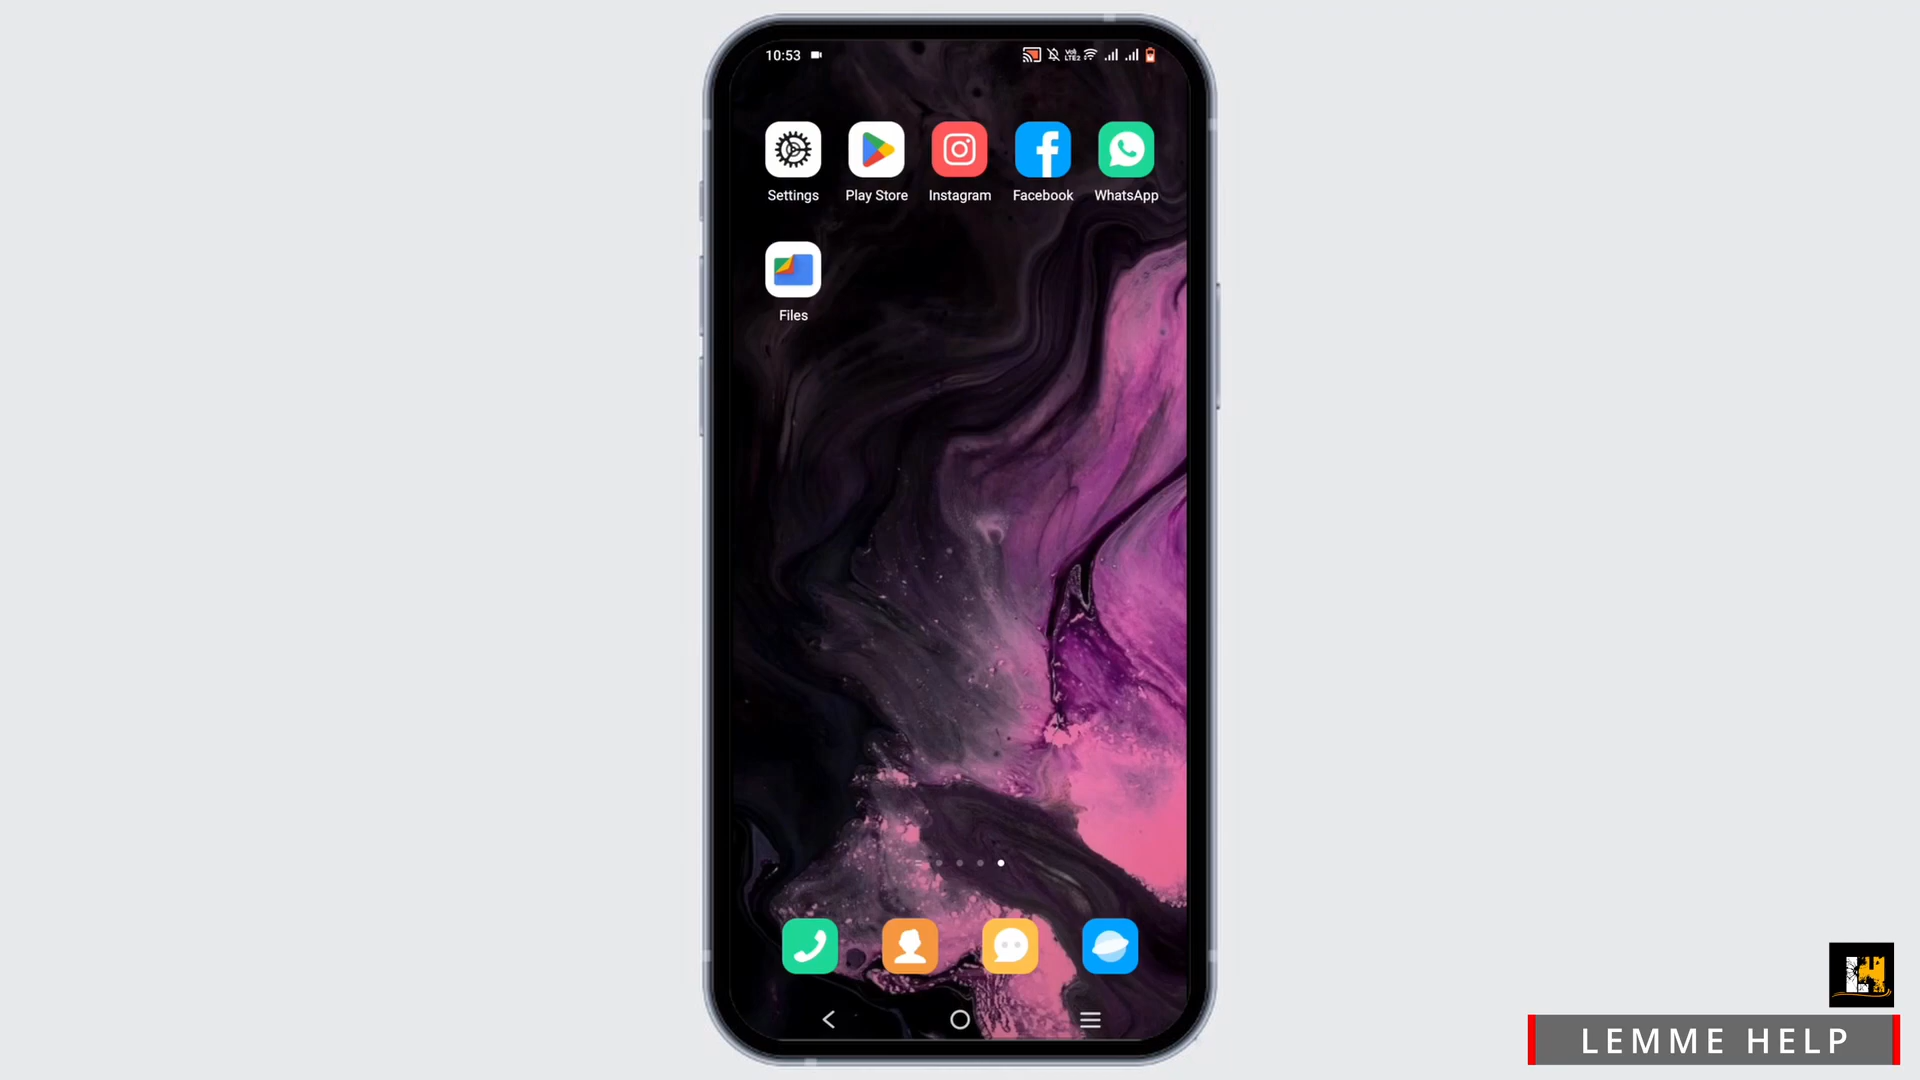 10:53
Settings Play Store Instagram Facebook WhatsApp
Files
LEMME HELP